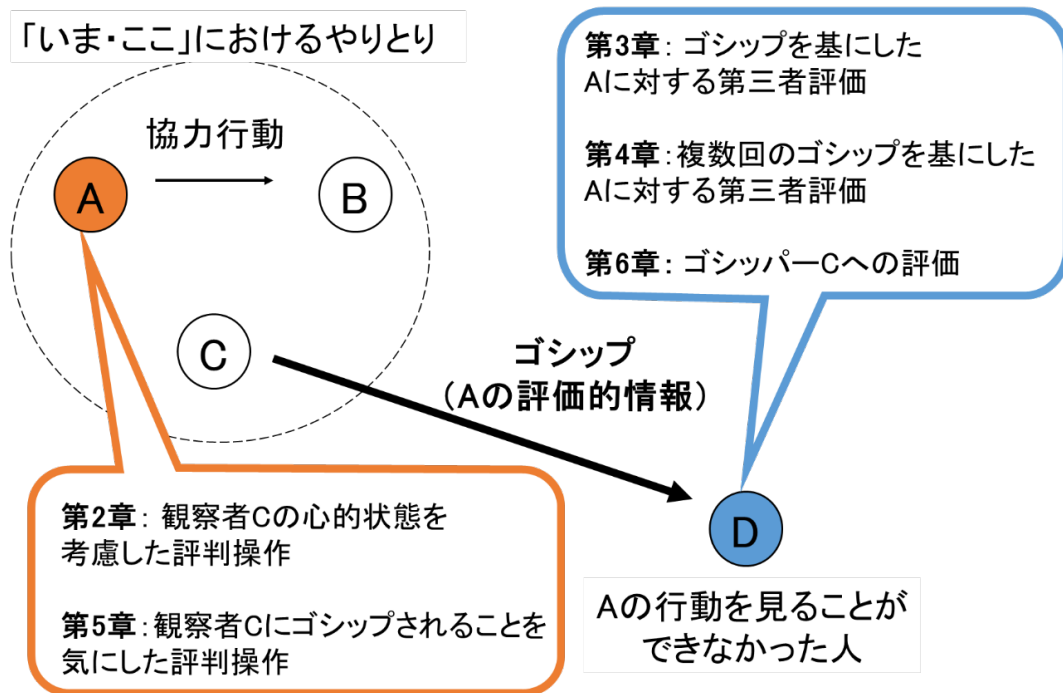 「いま・ここ」におけるやりとり
協力行動
A
B
C
第3章: ゴシップを基にした
Aに対する第三者評価
第4章:複数回のゴシップを基にした
Aに対する第三者評価
第6章: ゴシッパーCへの評価
ゴシップ
(Aの評価的情報)
第2章: 観察者Cの心的状態を
考慮した評判操作
第5章:観察者Cにゴシップされることを
気にした評判操作
D
Aの行動を見ることが
できなかった人